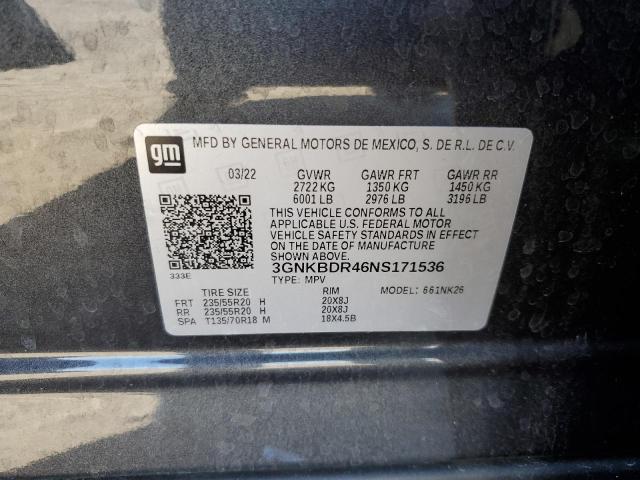 gm
MFD BY GENERAL MOTORS DE MEXICO, S. DE R.L. DE C.V.
03/22 GVWR GAWR FRT GAWR RR
2722 KG 1350 KG 1450 KG
6001 LB 2976 LB 3196 LB
THIS VEHICLE CONFORMS TO ALL
APPLICABLE U.S. FEDERAL MOTOR
VEHICLE SAFETY STANDARDS IN EFFECT
ON THE DATE OF MANUFACTURE
SHOWN ABOVE.
3GNKBDR46NS171536
333E
TYPE: MPV MODEL: 661NK26
TIRE SIZE RIM
FRT 235/55R20 H 20X8J
RR 235/55R20 H 20X8J
SPA T135/70R18 M 18X4.5B